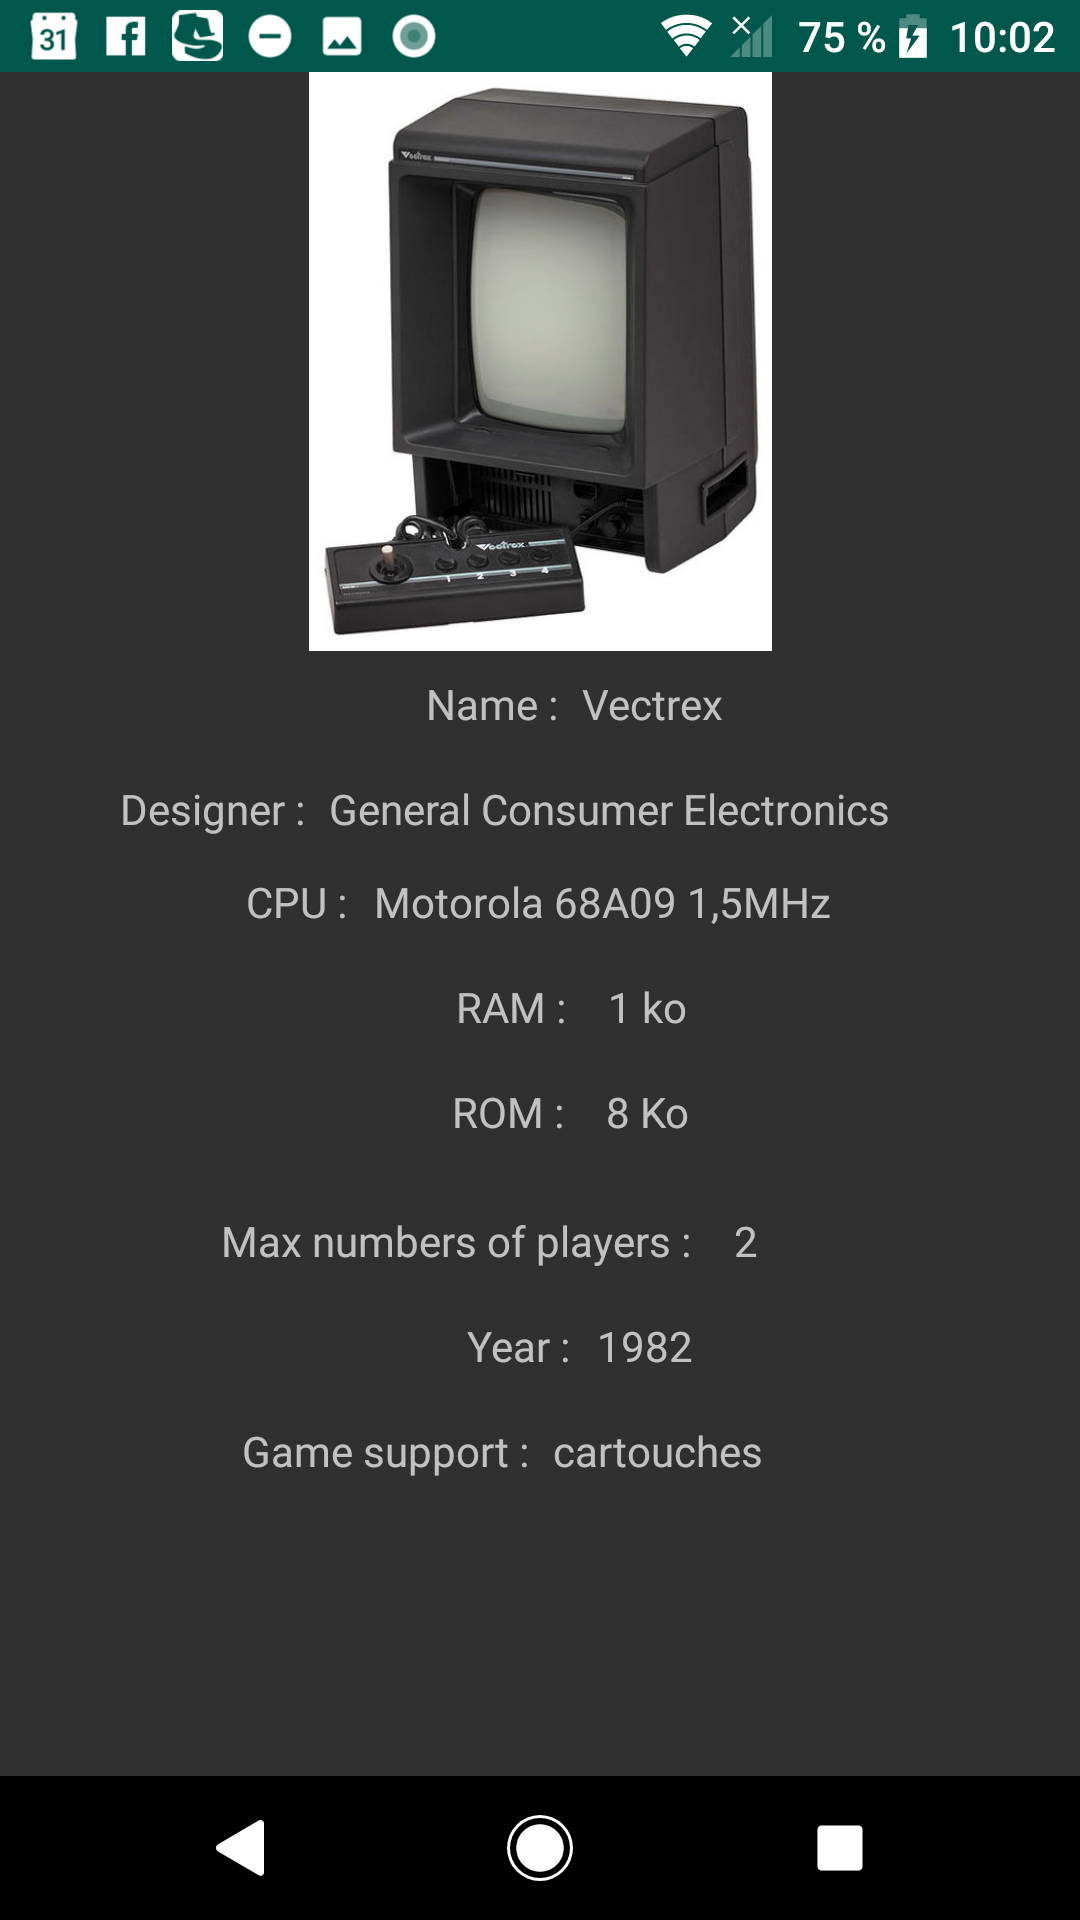 31 75 % 10:02
Vectrex
Vectrex
1 2 3 4
Name : Vectrex
Designer : General Consumer Electronics
CPU : Motorola 68A09 1,5MHz
RAM : 1 ko
ROM : 8 Ko
Max numbers of players : 2
Year : 1982
Game support : cartouches